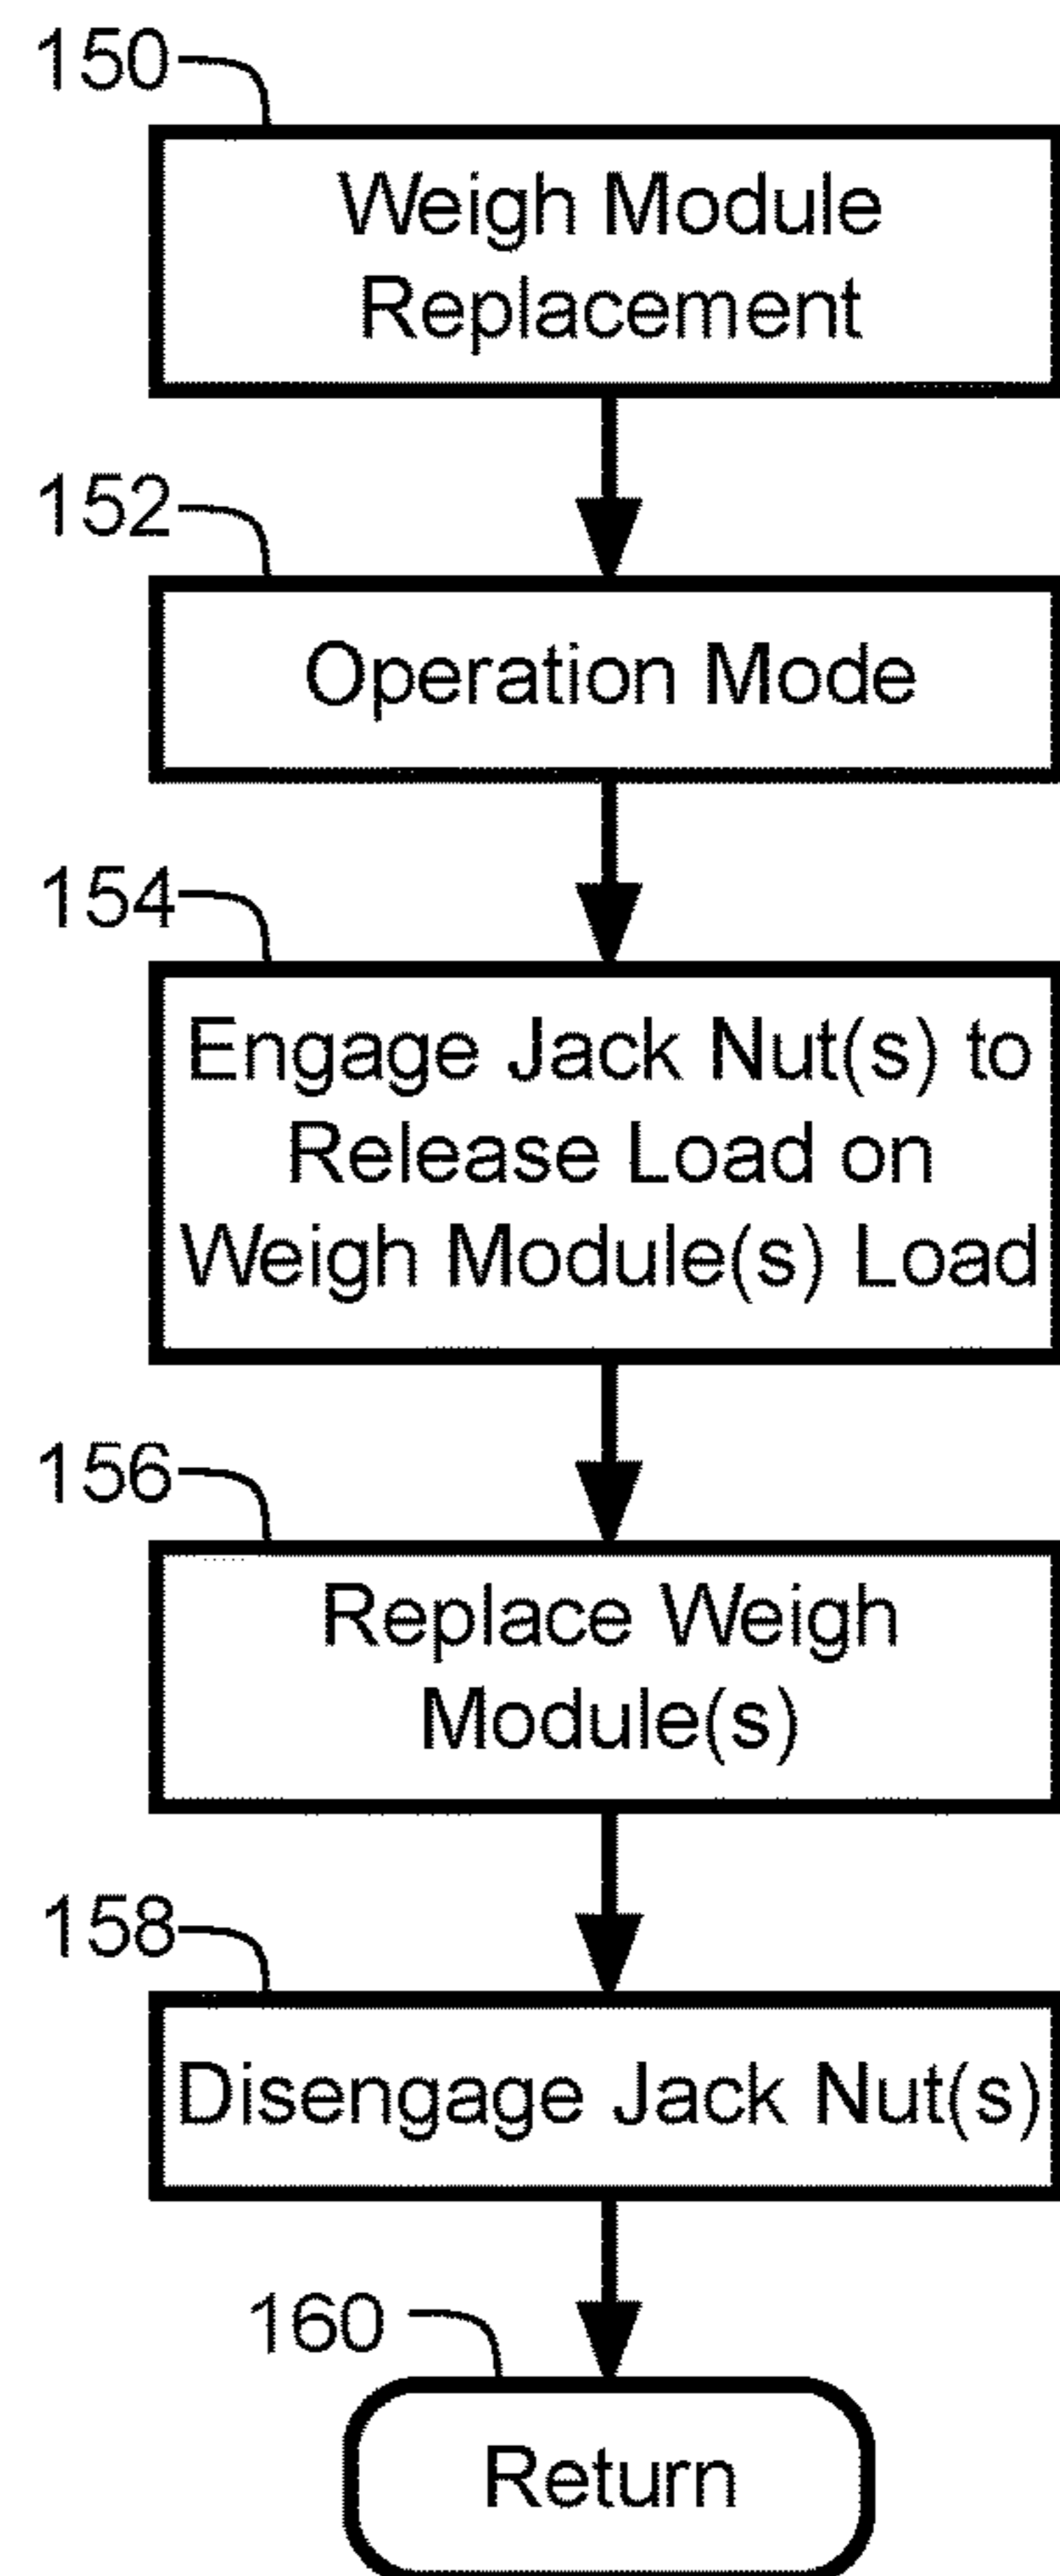 150
Weigh Module
Replacement
152
Operation Mode
154
Engage Jack Nut(s) to
Release Load on
Weigh Module(s) Load
156
Replace Weigh
Module(s)
158
Disengage Jack Nut(s)
160
Return